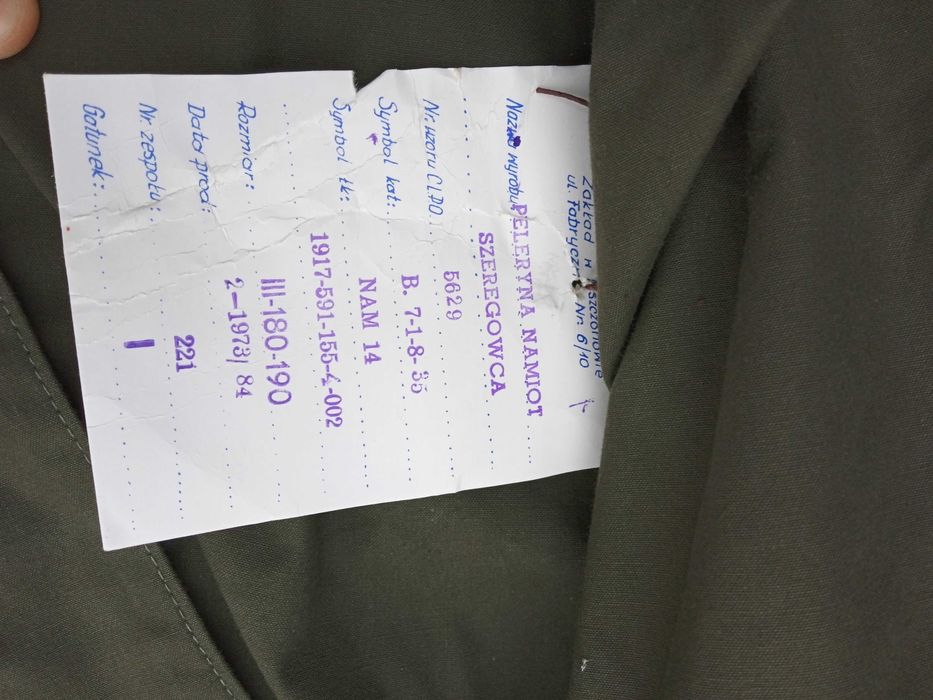 Zakład
szczonowie
ul. Fabryczna Nr 6/10
Nazwa wyrobu PELERYNA NAMIOT
SZEREGOWCA
Nr. wzoru CLPO 5629
Symbol kat: B. 7-1-8-35
Symbol tk: NAM 14
1917-591-155-4-002
Rozmiar: III-180-190
Data prod: 2-1973/84
Nr. zespołu: 221
Gatunek: I